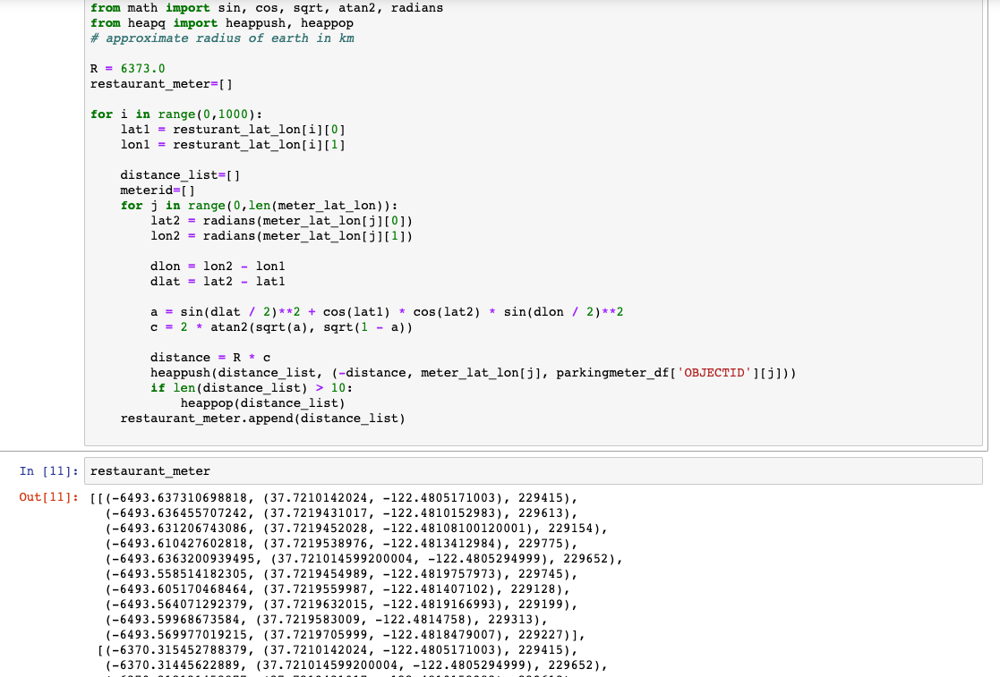 from math import sin, cos, sqrt, atan2, radians
from heapq import heappush, heappop
# approximate radius of earth in km
R = 6373.0
restaurant_meter=[]
for i in range(0,1000):
    lat1 = resturant_lat_lon[i][0]
    lon1 = resturant_lat_lon[i][1]
    distance_list=[]
    meterid=[]
    for j in range(0,len(meter_lat_lon)):
        lat2 = radians(meter_lat_lon[j][0])
        lon2 = radians(meter_lat_lon[j][1])
        dlon = lon2 - lon1
        dlat = lat2 - lat1
        a = sin(dlat / 2)**2 + cos(lat1) * cos(lat2) * sin(dlon / 2)**2
        c = 2 * atan2(sqrt(a), sqrt(1 - a))
        distance = R * c
        heappush(distance_list, (-distance, meter_lat_lon[j], parkingmeter_df['OBJECTID'][j]))
        if len(distance_list) > 10:
            heappop(distance_list)
    restaurant_meter.append(distance_list)
In [11]: restaurant_meter
Out[11]: [[(-6493.637310698818, (37.7210142024, -122.4805171003), 229415),
(-6493.636455707242, (37.7219431017, -122.4810152983), 229613),
(-6493.631206743086, (37.7219452028, -122.48108100120001), 229154),
(-6493.610427602818, (37.7219538976, -122.4813412984), 229775),
(-6493.6363200939495, (37.721014599200004, -122.4805294999), 229652),
(-6493.558514182305, (37.7219454989, -122.4819757973), 229745),
(-6493.605170468464, (37.7219559987, -122.481407102), 229128),
(-6493.564071292379, (37.7219632015, -122.4819166993), 229199),
(-6493.59968673584, (37.7219583009, -122.4814758), 229313),
(-6493.569977019215, (37.7219705999, -122.4818479007), 229227)],
[(-6370.315452788379, (37.7210142024, -122.4805171003), 229415),
(-6370.31445622889, (37.721014599200004, -122.4805294999), 229652),